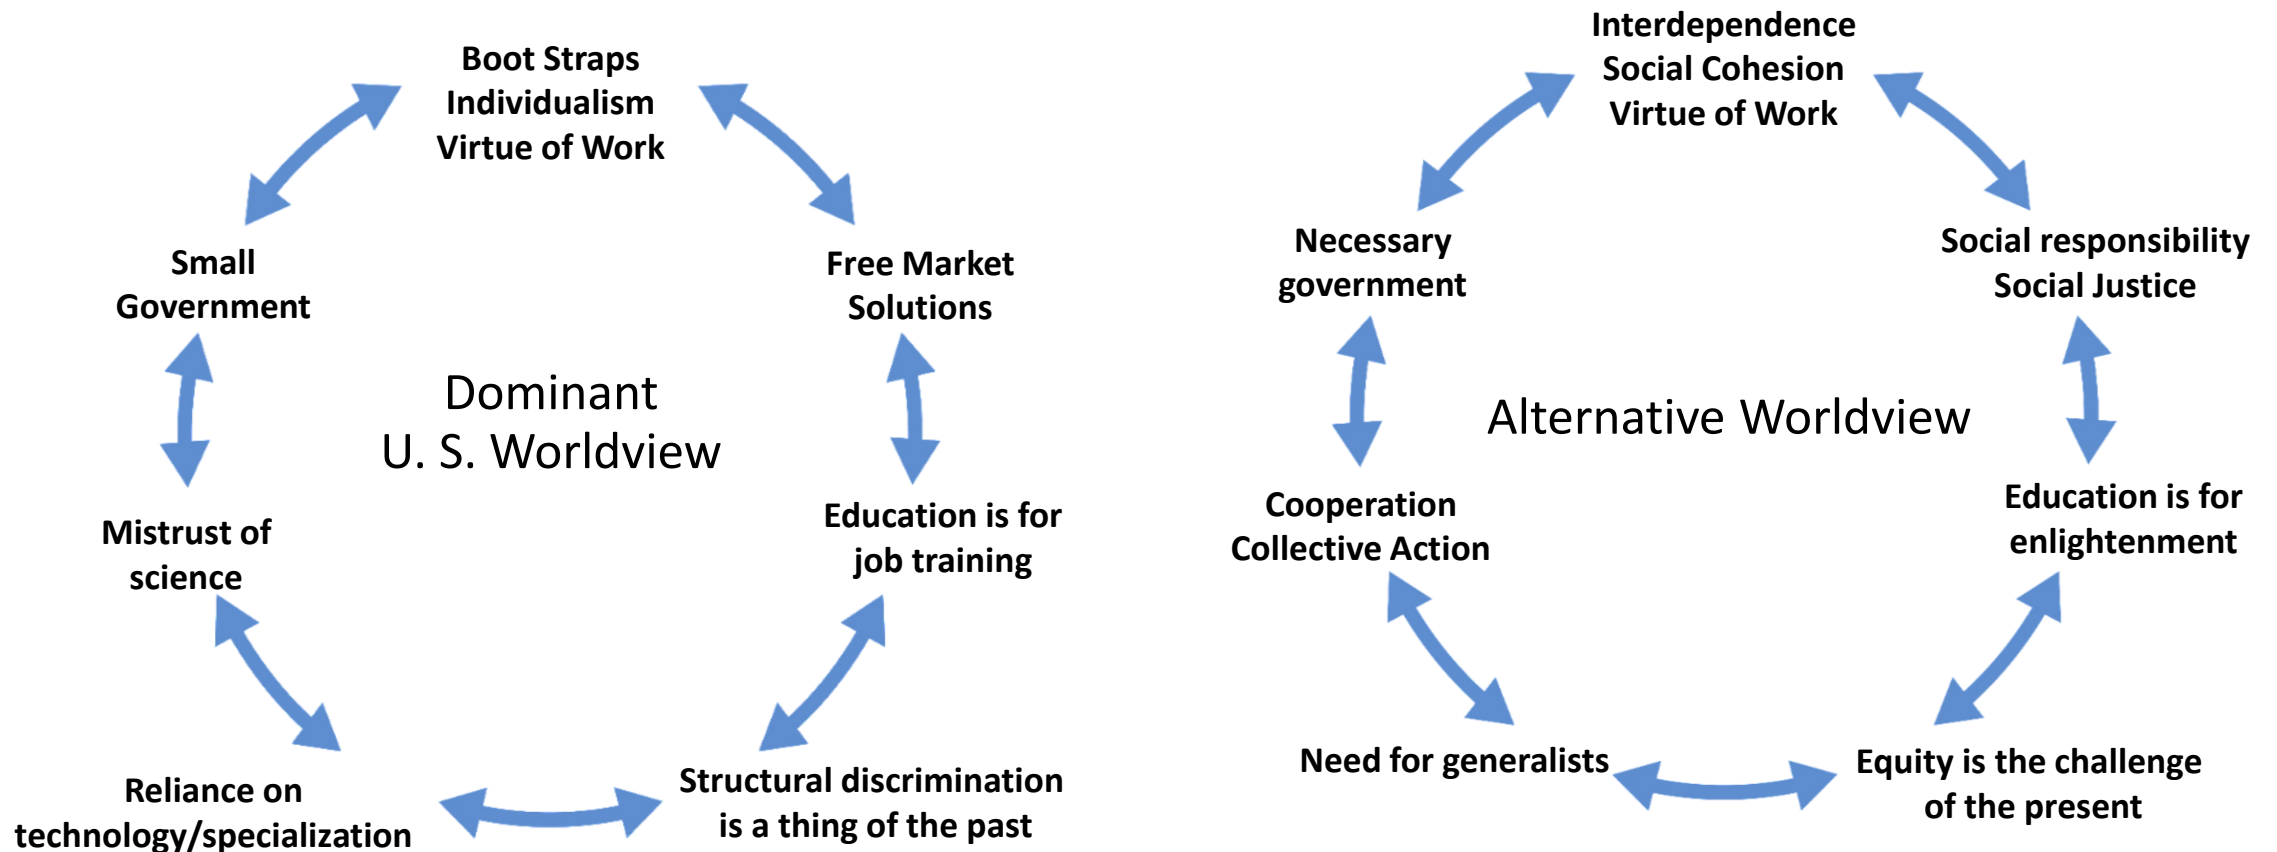 Boot Straps
Individualism
Virtue of Work
Free Market
Solutions
Education is for
job training
Structural discrimination
is a thing of the past
Reliance on
technology/specialization
Mistrust of
science
Small
Government
Dominant
U. S. Worldview
Interdependence
Social Cohesion
Virtue of Work
Social responsibility
Social Justice
Education is for
enlightenment
Equity is the challenge
of the present
Need for generalists
Cooperation
Collective Action
Necessary
government
Alternative Worldview